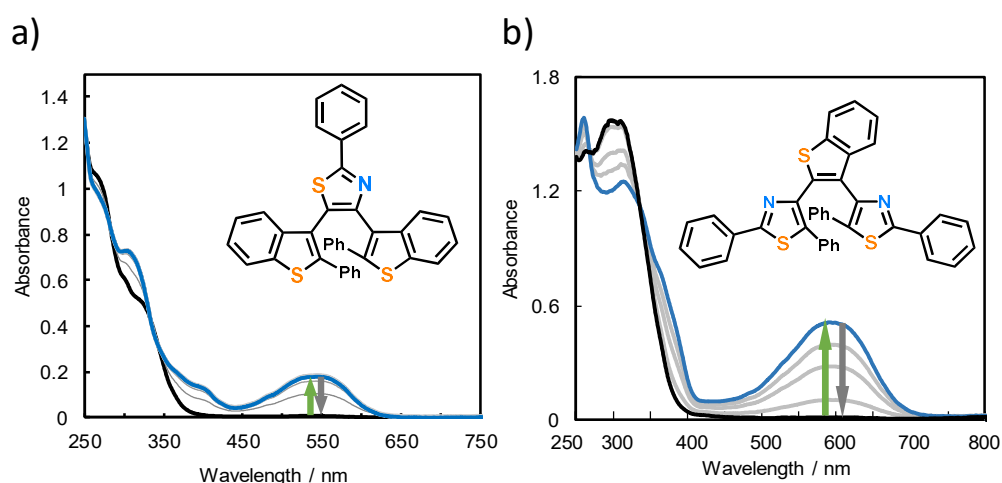 a)
1.4
1.2
1
0.8
0.6
0.4
0.2
0
250
350
450
550
650
750
Absorbance
Wavelength / nm
S
N
Ph
Ph
S
S
b)
1.8
1.2
0.6
0
250
300
400
500
600
700
800
Absorbance
Wavelength / nm
S
N
Ph
N
S
Ph
S